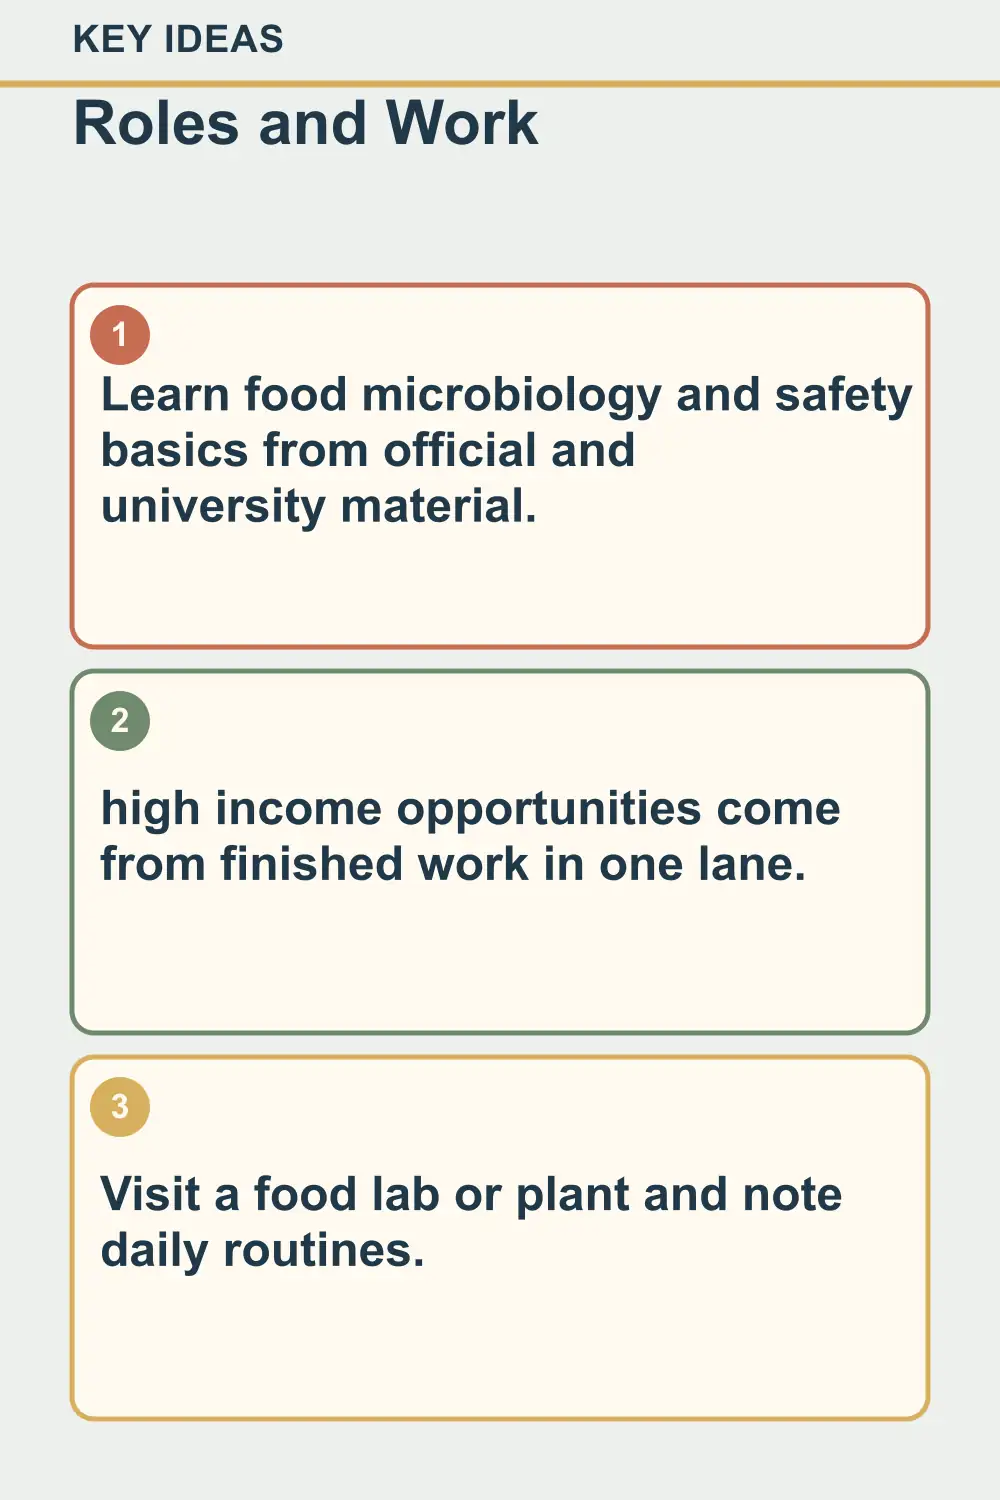 KEY IDEAS
Roles and Work
1
Learn food microbiology and safety
basics from official and
university material.
2
high income opportunities come
from finished work in one lane.
3
Visit a food lab or plant and note
daily routines.